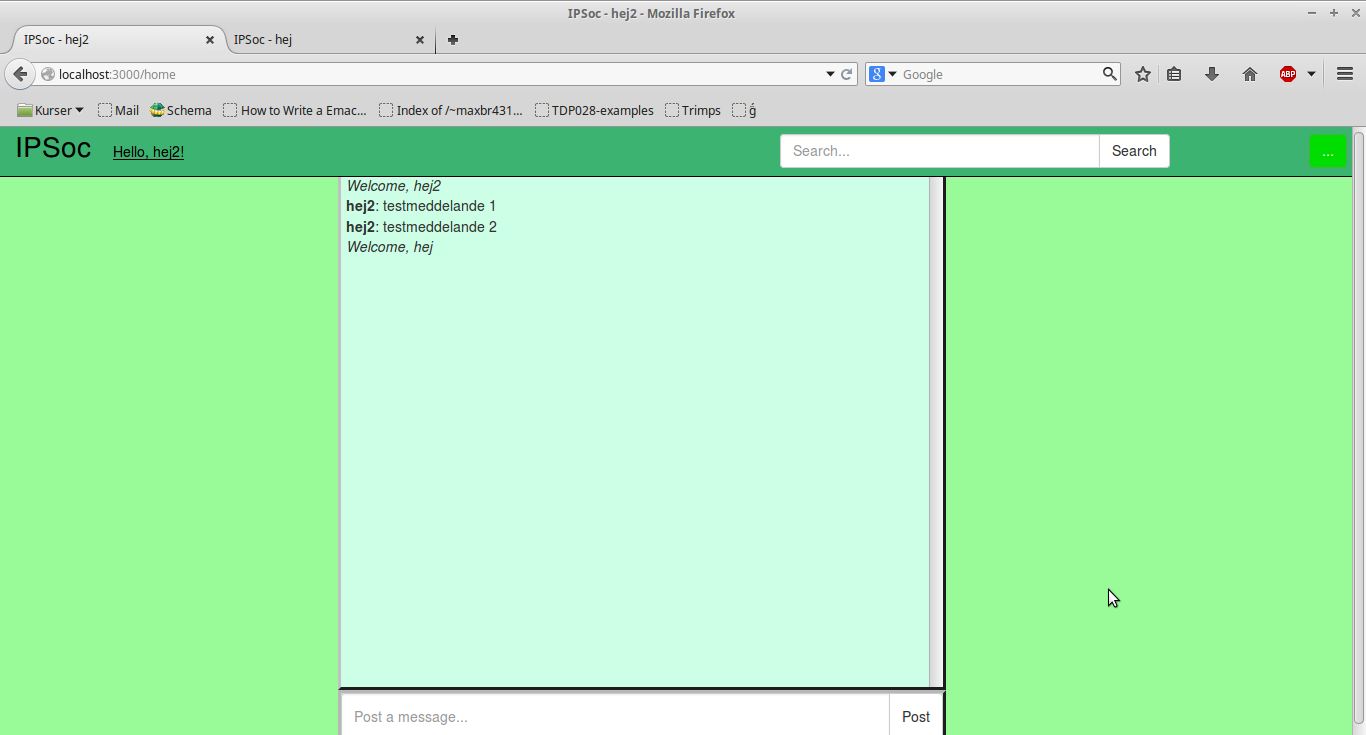 IPSoc - hej2 - Mozilla Firefox
IPSoc - hej2 IPSoc - hej
localhost:3000/home Google ABP
Kurser Mail Schema How to Write a Emac... Index of /~maxbr431... TDP028-examples Trimps ģ
IPSoc Hello, hej2! Search... Search ...
Welcome, hej2
hej2: testmeddelande 1
hej2: testmeddelande 2
Welcome, hej
Post a message... Post